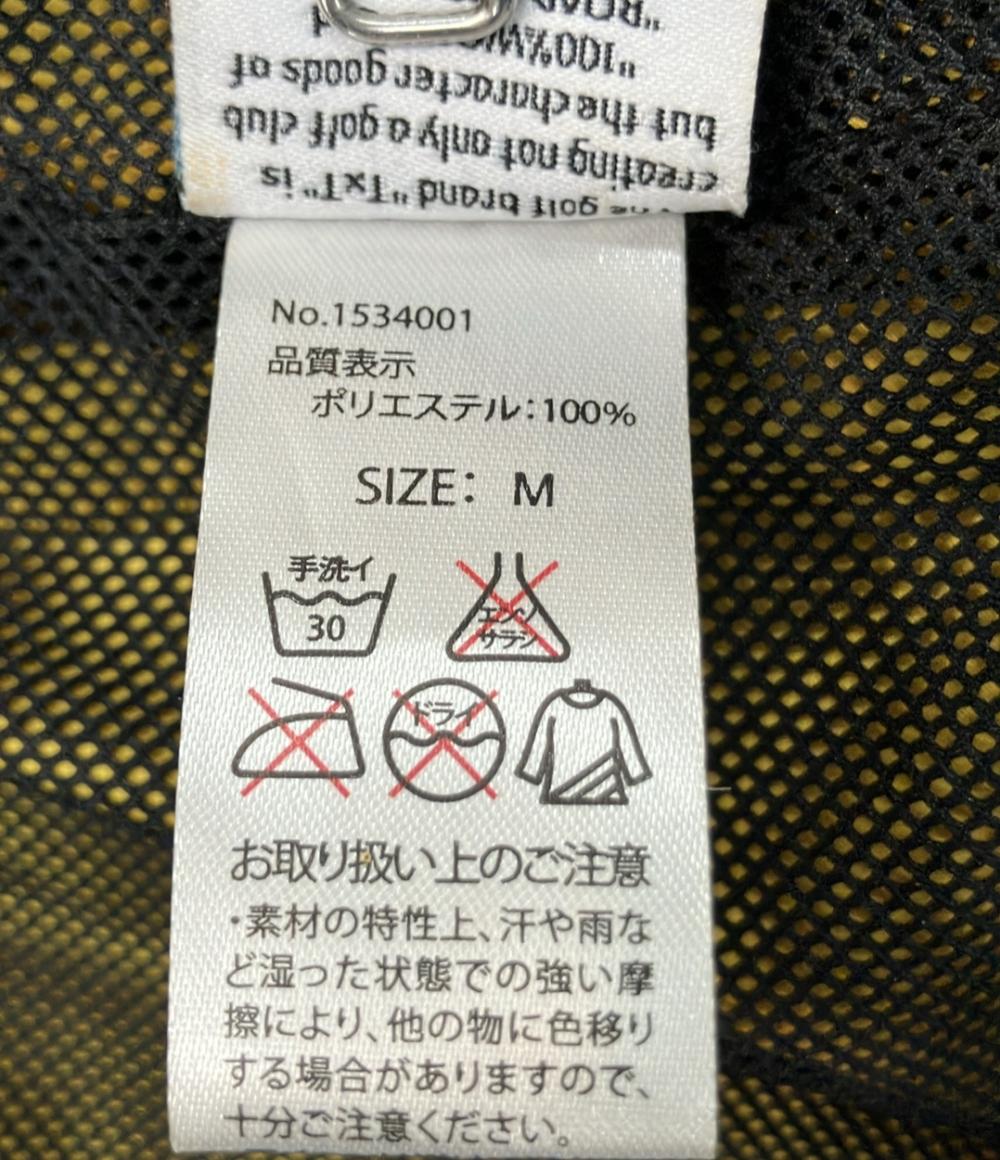 The golf brand "TxT" is
creating not only a golf club
but the character goods of
"100%
"ROAR
No.1534001
品質表示
ポリエステル:100%
SIZE: M
手洗イ
30
エンソ
サラシ
ドライ
お取り扱い上のご注意
・素材の特性上、汗や雨な
ど湿った状態での強い摩
擦により、他の物に色移り
する場合がありますので、
十分ご注意ください。